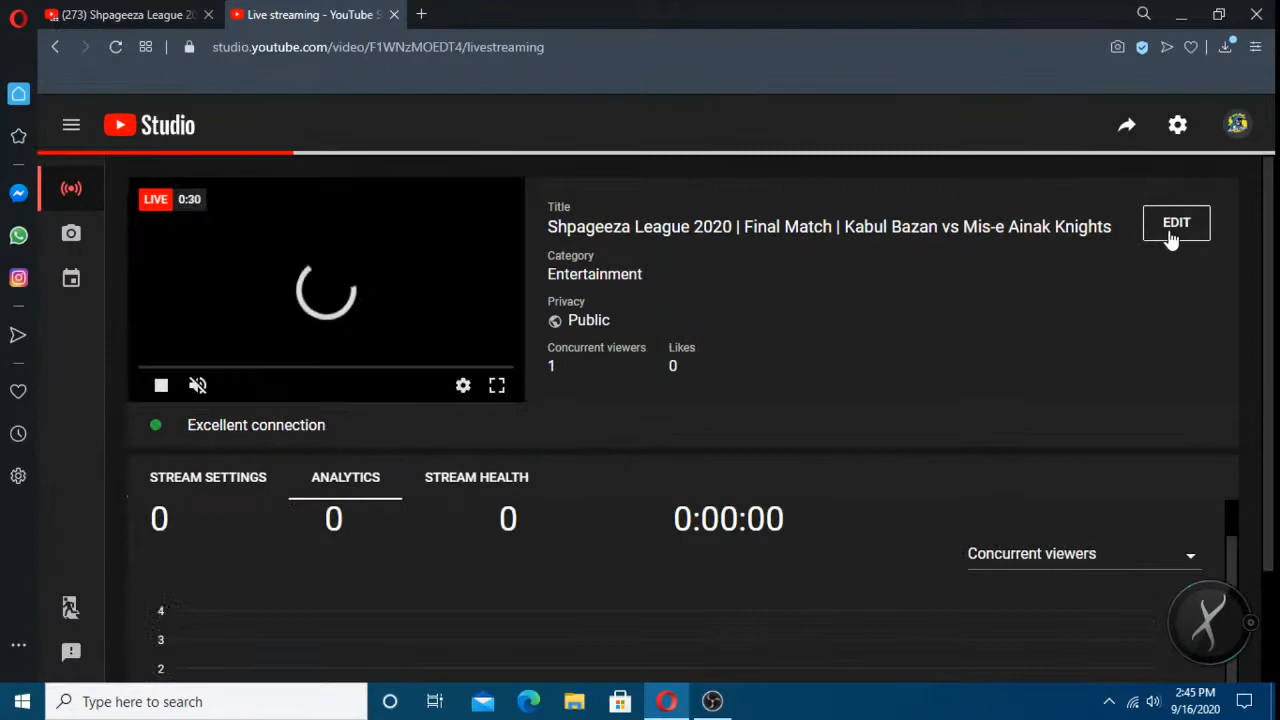 (273) Shpageeza League 20
Live streaming - YouTube S
studio.youtube.com/video/F1WNzMOEDT4/livestreaming
Studio
LIVE 0:30
Title
Shpageeza League 2020 | Final Match | Kabul Bazan vs Mis-e Ainak Knights
EDIT
Category
Entertainment
Privacy
Public
Concurrent viewers Likes
1 0
Excellent connection
STREAM SETTINGS ANALYTICS STREAM HEALTH
0 0 0 0:00:00
Concurrent viewers
4
3
2
Type here to search
2:45 PM
9/16/2020